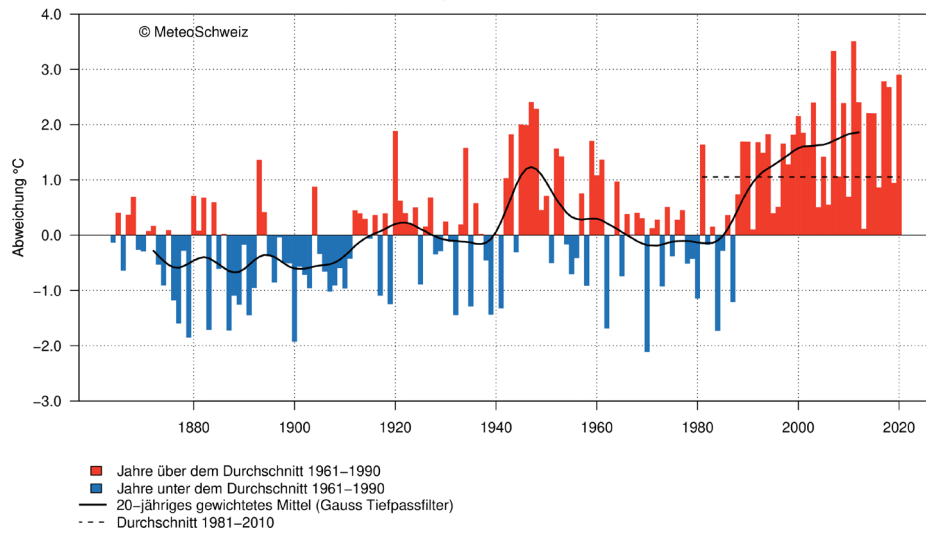 4.0
© MeteoSchweiz
3.0
2.0
1.0
0.0
−1.0
−2.0
−3.0
Abweichung °C
1880 1900 1920 1940 1960 1980 2000 2020
Jahre über dem Durchschnitt 1961−1990
Jahre unter dem Durchschnitt 1961−1990
20−jähriges gewichtetes Mittel (Gauss Tiefpassfilter)
Durchschnitt 1981−2010